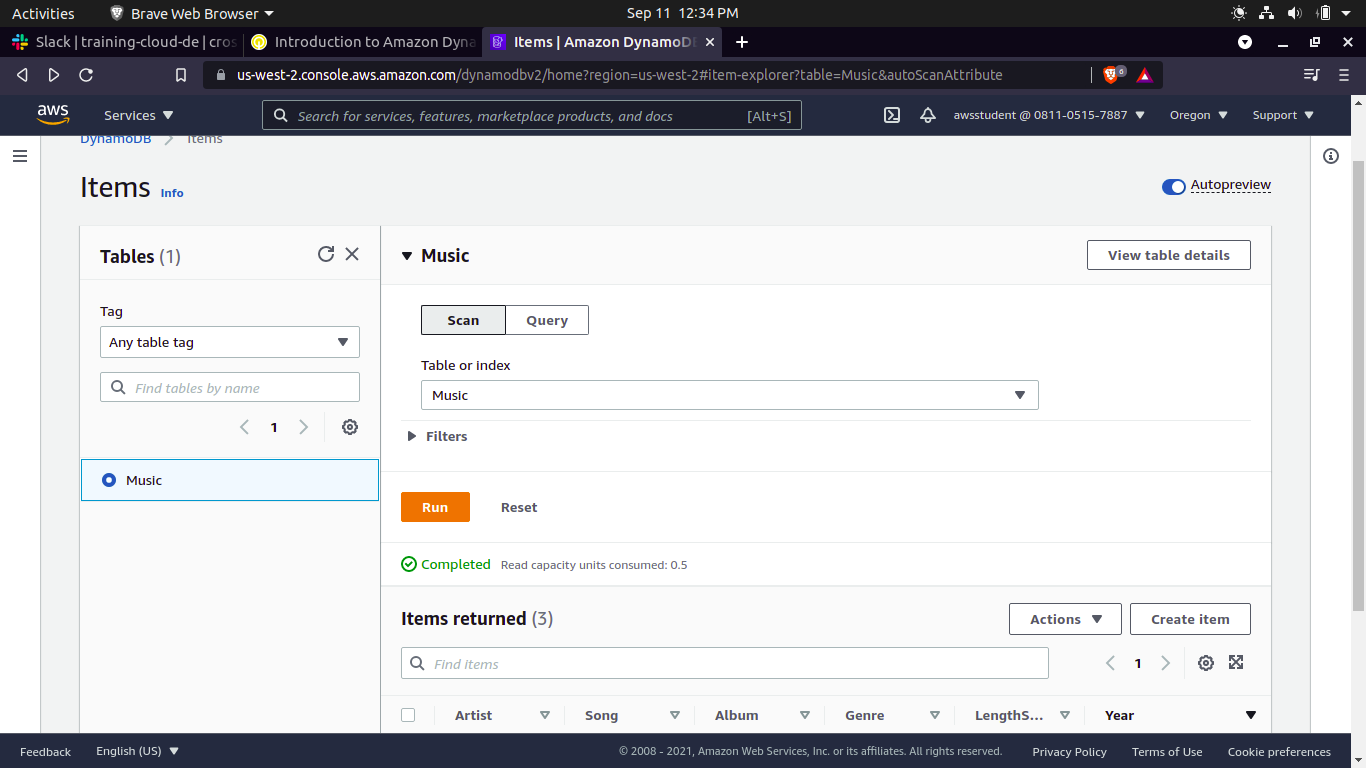 Activities Brave Web Browser Sep 11 12:34 PM
Slack | training-cloud-de | cros Introduction to Amazon Dyna Items | Amazon DynamoDB
us-west-2.console.aws.amazon.com/dynamodbv2/home?region=us-west-2#item-explorer?table=Music&autoScanAttribute 6
aws Services Search for services, features, marketplace products, and docs [Alt+S] awsstudent @ 0811-0515-7887 Oregon Support
DynamoDB Items
Items Info Autopreview
Tables (1)
Tag
Any table tag
Find tables by name
1
Music
Music View table details
Scan Query
Table or index
Music
Filters
Run Reset
Completed Read capacity units consumed: 0.5
Items returned (3) Actions Create item
Find items 1
Artist Song Album Genre LengthS... Year
Feedback English (US) © 2008 - 2021, Amazon Web Services, Inc. or its affiliates. All rights reserved. Privacy Policy Terms of Use Cookie preferences